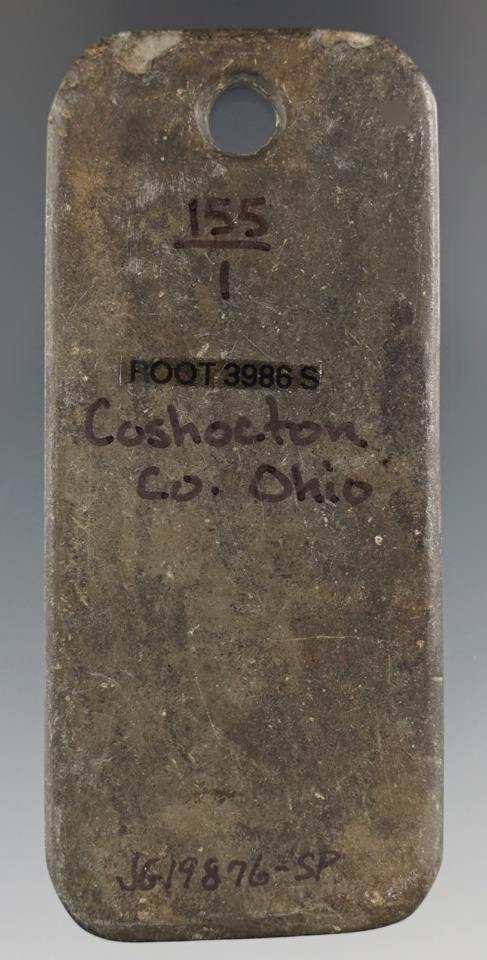 155
1
ROOT 3986 S
Coshocton
Co. Ohio
JG19876-SP